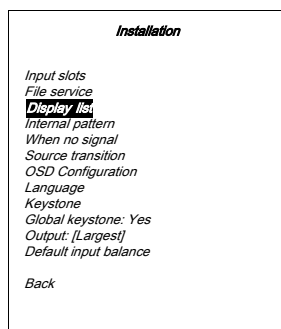 Installation
Input slots
File service
Display list
Internal pattern
When no signal
Source transition
OSD Configuration
Language
Keystone
Global keystone: Yes
Output: [Largest]
Default input balance
Back